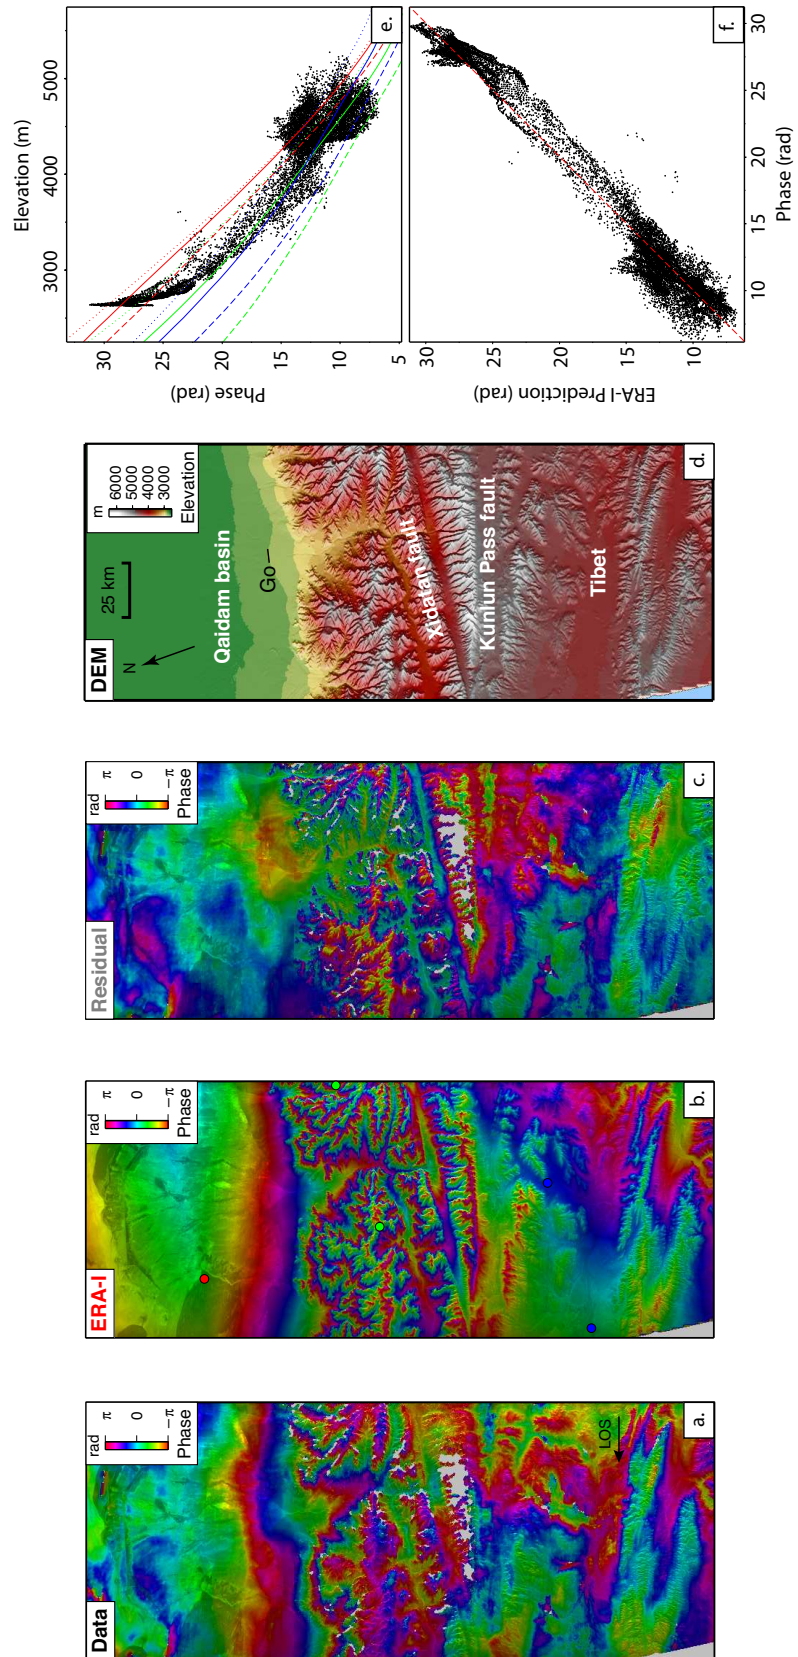 Data
rad
π
0
−π
Phase
LOS
a.
ERA-I
rad
π
0
−π
Phase
b.
Residual
rad
π
0
−π
Phase
c.
DEM
N
25 km
m
6000
5000
4000
3000
Elevation
Qaidam basin
Go
Xidatan fault
Kunlun Pass fault
Tibet
d.
Elevation (m)
3000
4000
5000
Phase (rad)
30
25
20
15
10
5
e.
ERA-I Prediction (rad)
30
25
20
15
10
f.
10
15
20
25
30
Phase (rad)